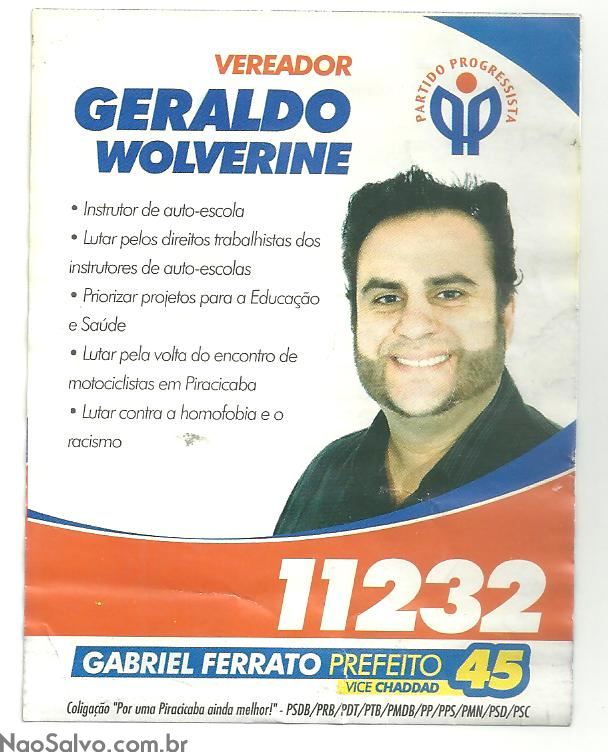 VEREADOR
GERALDO
WOLVERINE
PARTIDO PROGRESSISTA
• Instrutor de auto-escola
• Lutar pelos direitos trabalhistas dos
instrutores de auto-escolas
• Priorizar projetos para a Educação
e Saúde
• Lutar pela volta do encontro de
motociclistas em Piracicaba
• Lutar contra a homofobia e o
racismo
11232
GABRIEL FERRATO PREFEITO 45
VICE CHADDAD
Coligação "Por uma Piracicaba ainda melhor!" - PSDB/PRB/PDT/PTB/PMDB/PP/PPS/PMN/PSD/PSC
NaoSalvo.com.br